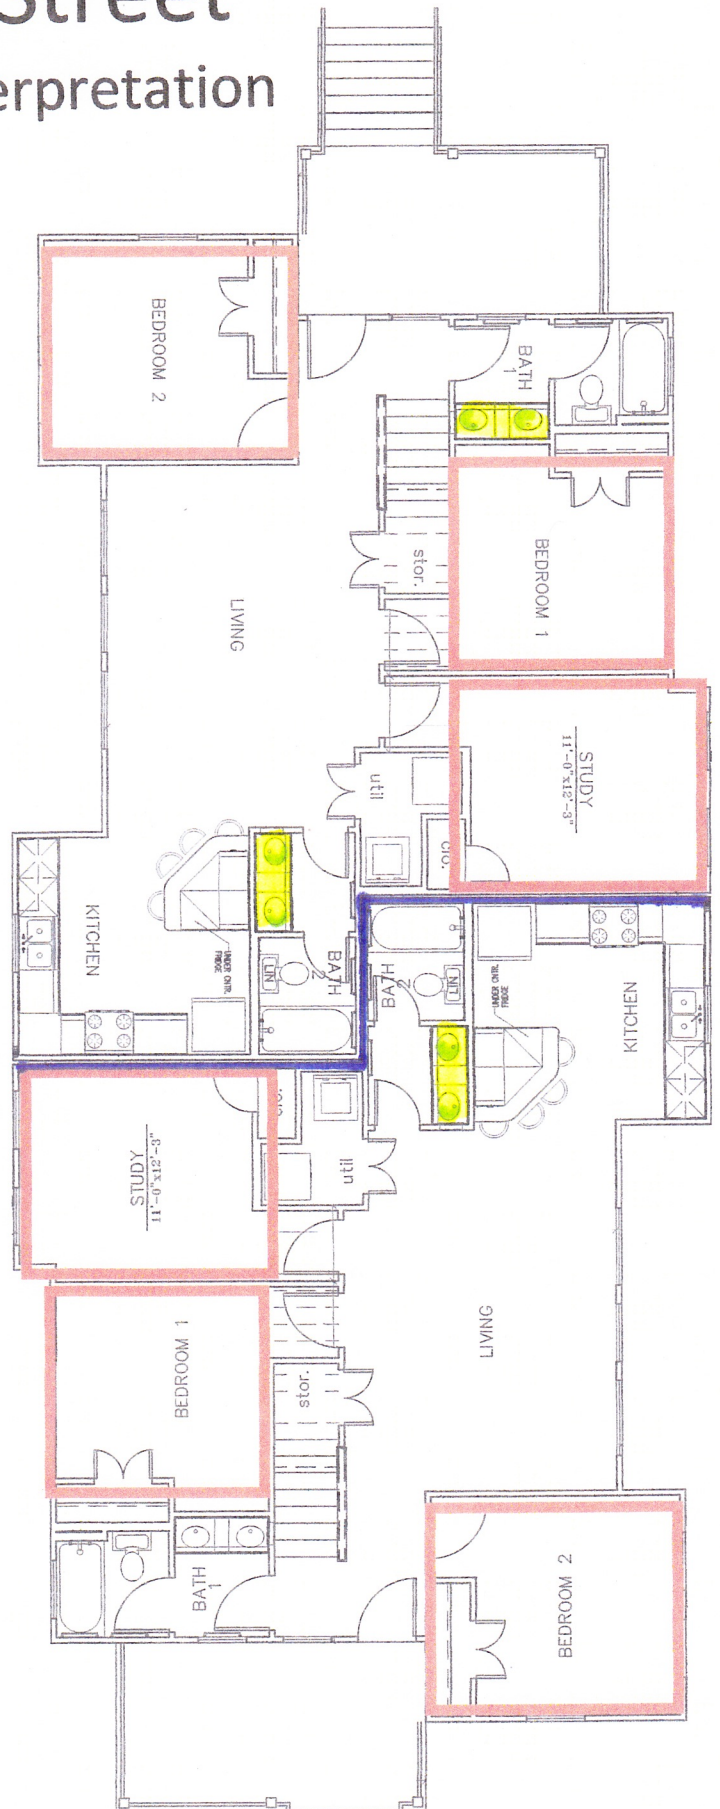 Street
erpretation
BEDROOM 2
BATH
1
BEDROOM 1
stor.
LIVING
STUDY
11'-0"x12'-3"
util
clo.
KITCHEN
UNDER CNTR.
FRIDGE
BATH
2
LIN
BATH
2
LIN
UNDER CNTR.
FRIDGE
KITCHEN
clo.
STUDY
11'-0"x12'-3"
util
LIVING
BEDROOM 1
stor.
BATH
1
BEDROOM 2